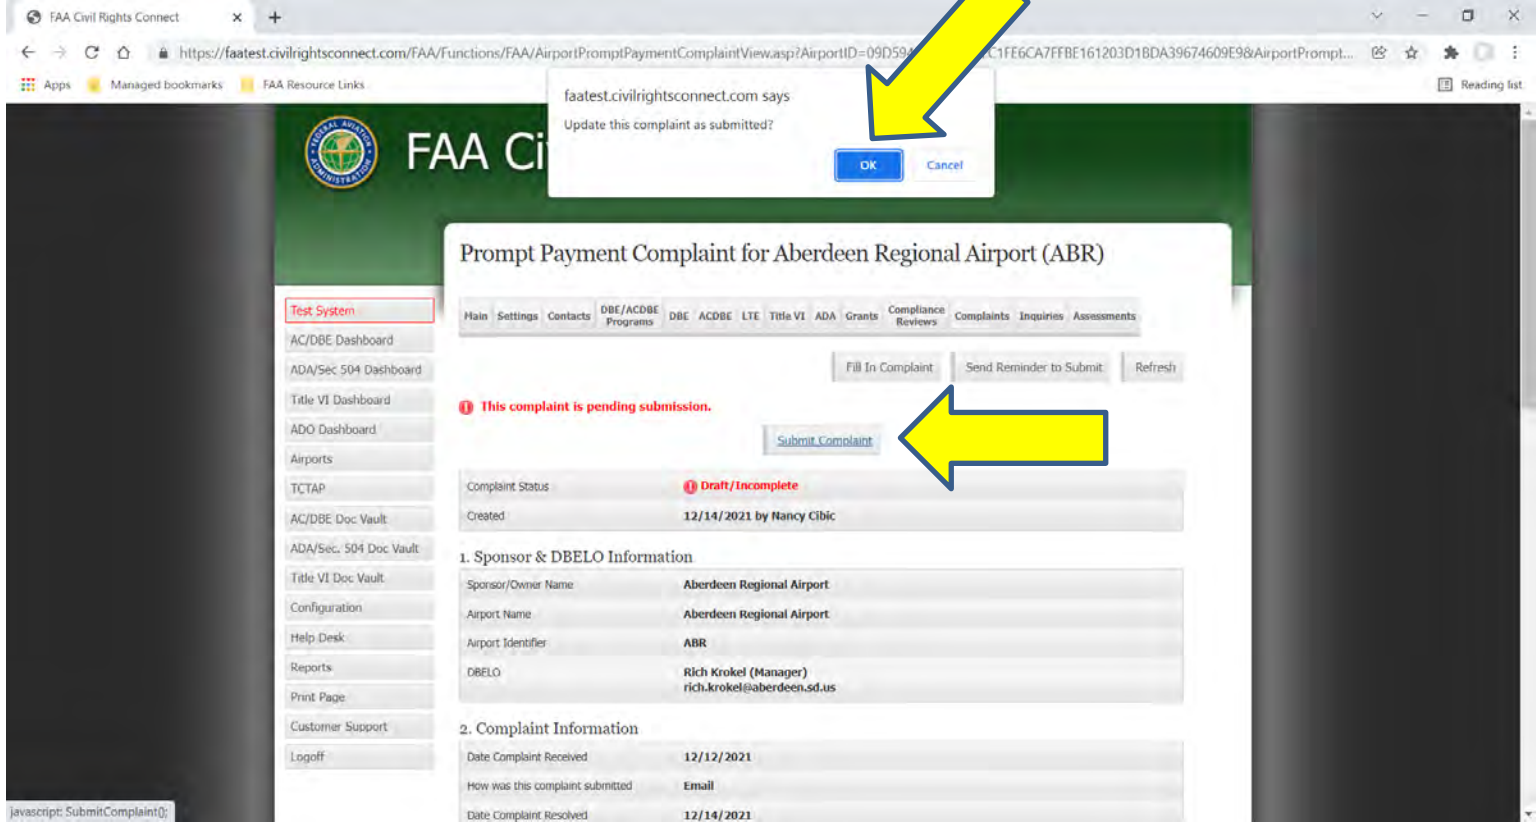 FAA Civil Rights Connect
https://faatest.civilrightsconnect.com/FAA/Functions/FAA/AirportPromptPaymentComplaintView.asp?AirportID=09D594 C1FE6CA7FFBE161203D1BDA39674609E9&AirportPrompt...
Apps Managed bookmarks FAA Resource Links Reading list
faatest.civilrightsconnect.com says
Update this complaint as submitted?
OK Cancel
FEDERAL AVIATION ADMINISTRATION
FAA Ci
Prompt Payment Complaint for Aberdeen Regional Airport (ABR)
Main Settings Contacts DBE/ACDBE Programs DBE ACDBE LTE Title VI ADA Grants Compliance Reviews Complaints Inquiries Assessments
Fill In Complaint Send Reminder to Submit Refresh
This complaint is pending submission.
Submit Complaint
Test System
AC/DBE Dashboard
ADA/Sec 504 Dashboard
Title VI Dashboard
ADO Dashboard
Airports
TCTAP
AC/DBE Doc Vault
ADA/Sec. 504 Doc Vault
Title VI Doc Vault
Configuration
Help Desk
Reports
Print Page
Customer Support
Logoff
Complaint Status Draft/Incomplete
Created 12/14/2021 by Nancy Cibic
1. Sponsor & DBELO Information
Sponsor/Owner Name Aberdeen Regional Airport
Airport Name Aberdeen Regional Airport
Airport Identifier ABR
DBELO Rich Krokel (Manager)
rich.krokel@aberdeen.sd.us
2. Complaint Information
Date Complaint Received 12/12/2021
How was this complaint submitted Email
Date Complaint Resolved 12/14/2021
javascript: SubmitComplaint();